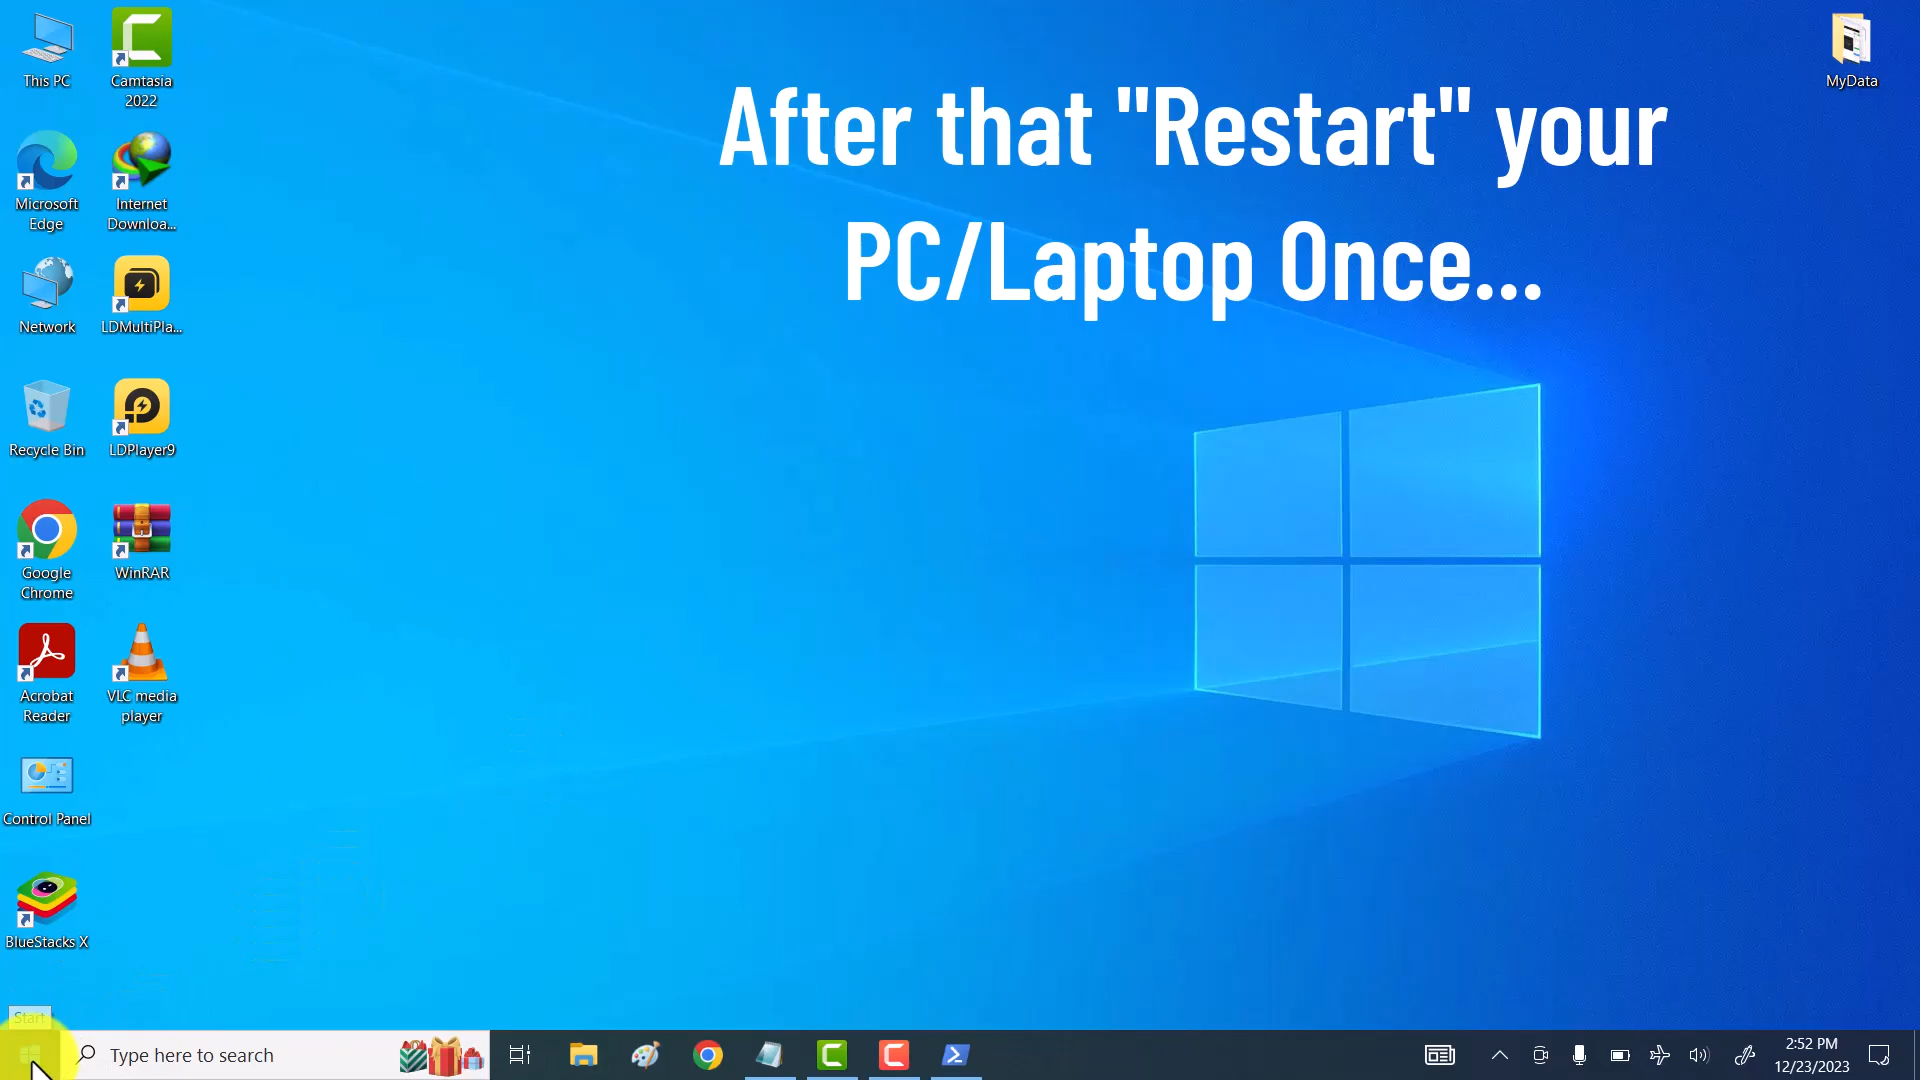 This PC
Camtasia
2022
Microsoft
Edge
Internet
Downloa...
Network
LDMultiPla...
Recycle Bin
LDPlayer9
Google
Chrome
WinRAR
Acrobat
Reader
VLC media
player
Control Panel
BlueStacks X
MyData
After that "Restart" your
PC/Laptop Once...
Start
Type here to search
2:52 PM
12/23/2023